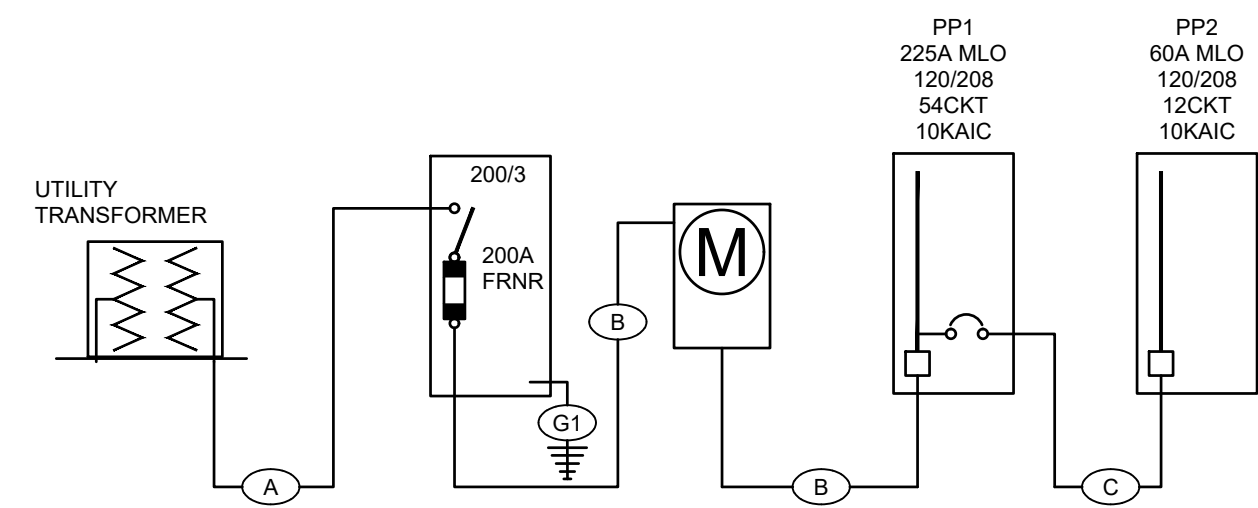 PP1
225A MLO
120/208
54CKT
10KAIC
PP2
60A MLO
120/208
12CKT
10KAIC
UTILITY
TRANSFORMER
200/3
200A
FRNR
M
B
G1
A
B
C